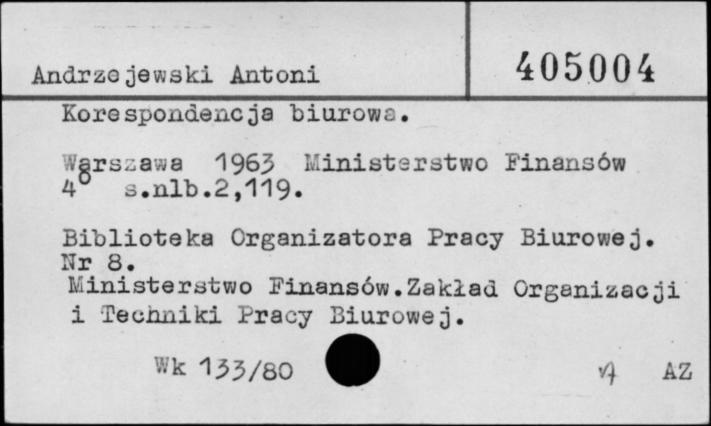 Andrzejewski Antoni
405004
Korespondencja biurowa.
Warszawa 1963 Ministerstwo Finansów
4° s.nlb.2,119.
Biblioteka Organizatora Pracy Biurowej.
Nr 8.
Ministerstwo Finansów.Zakład Organizacji
i Techniki Pracy Biurowej.
Wk 133/80
AZ